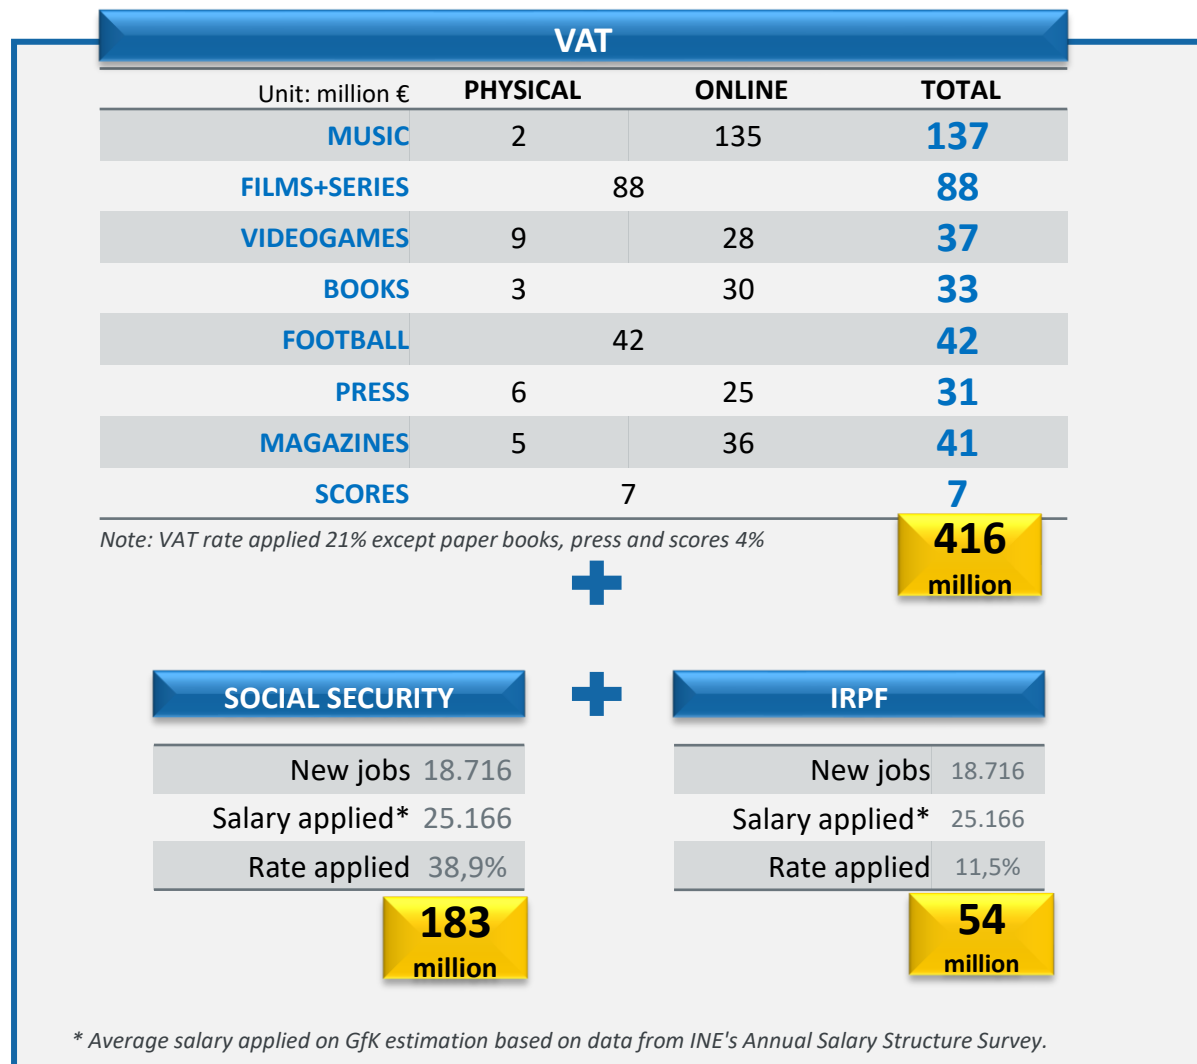 VAT
Unit: million € PHYSICAL ONLINE TOTAL
MUSIC 2 135 137
FILMS+SERIES 88 88
VIDEOGAMES 9 28 37
BOOKS 3 30 33
FOOTBALL 42 42
PRESS 6 25 31
MAGAZINES 5 36 41
SCORES 7 7
Note: VAT rate applied 21% except paper books, press and scores 4%
416
million
SOCIAL SECURITY
New jobs 18.716
Salary applied* 25.166
Rate applied 38,9%
183
million
IRPF
New jobs 18.716
Salary applied* 25.166
Rate applied 11,5%
54
million
* Average salary applied on GfK estimation based on data from INE's Annual Salary Structure Survey.